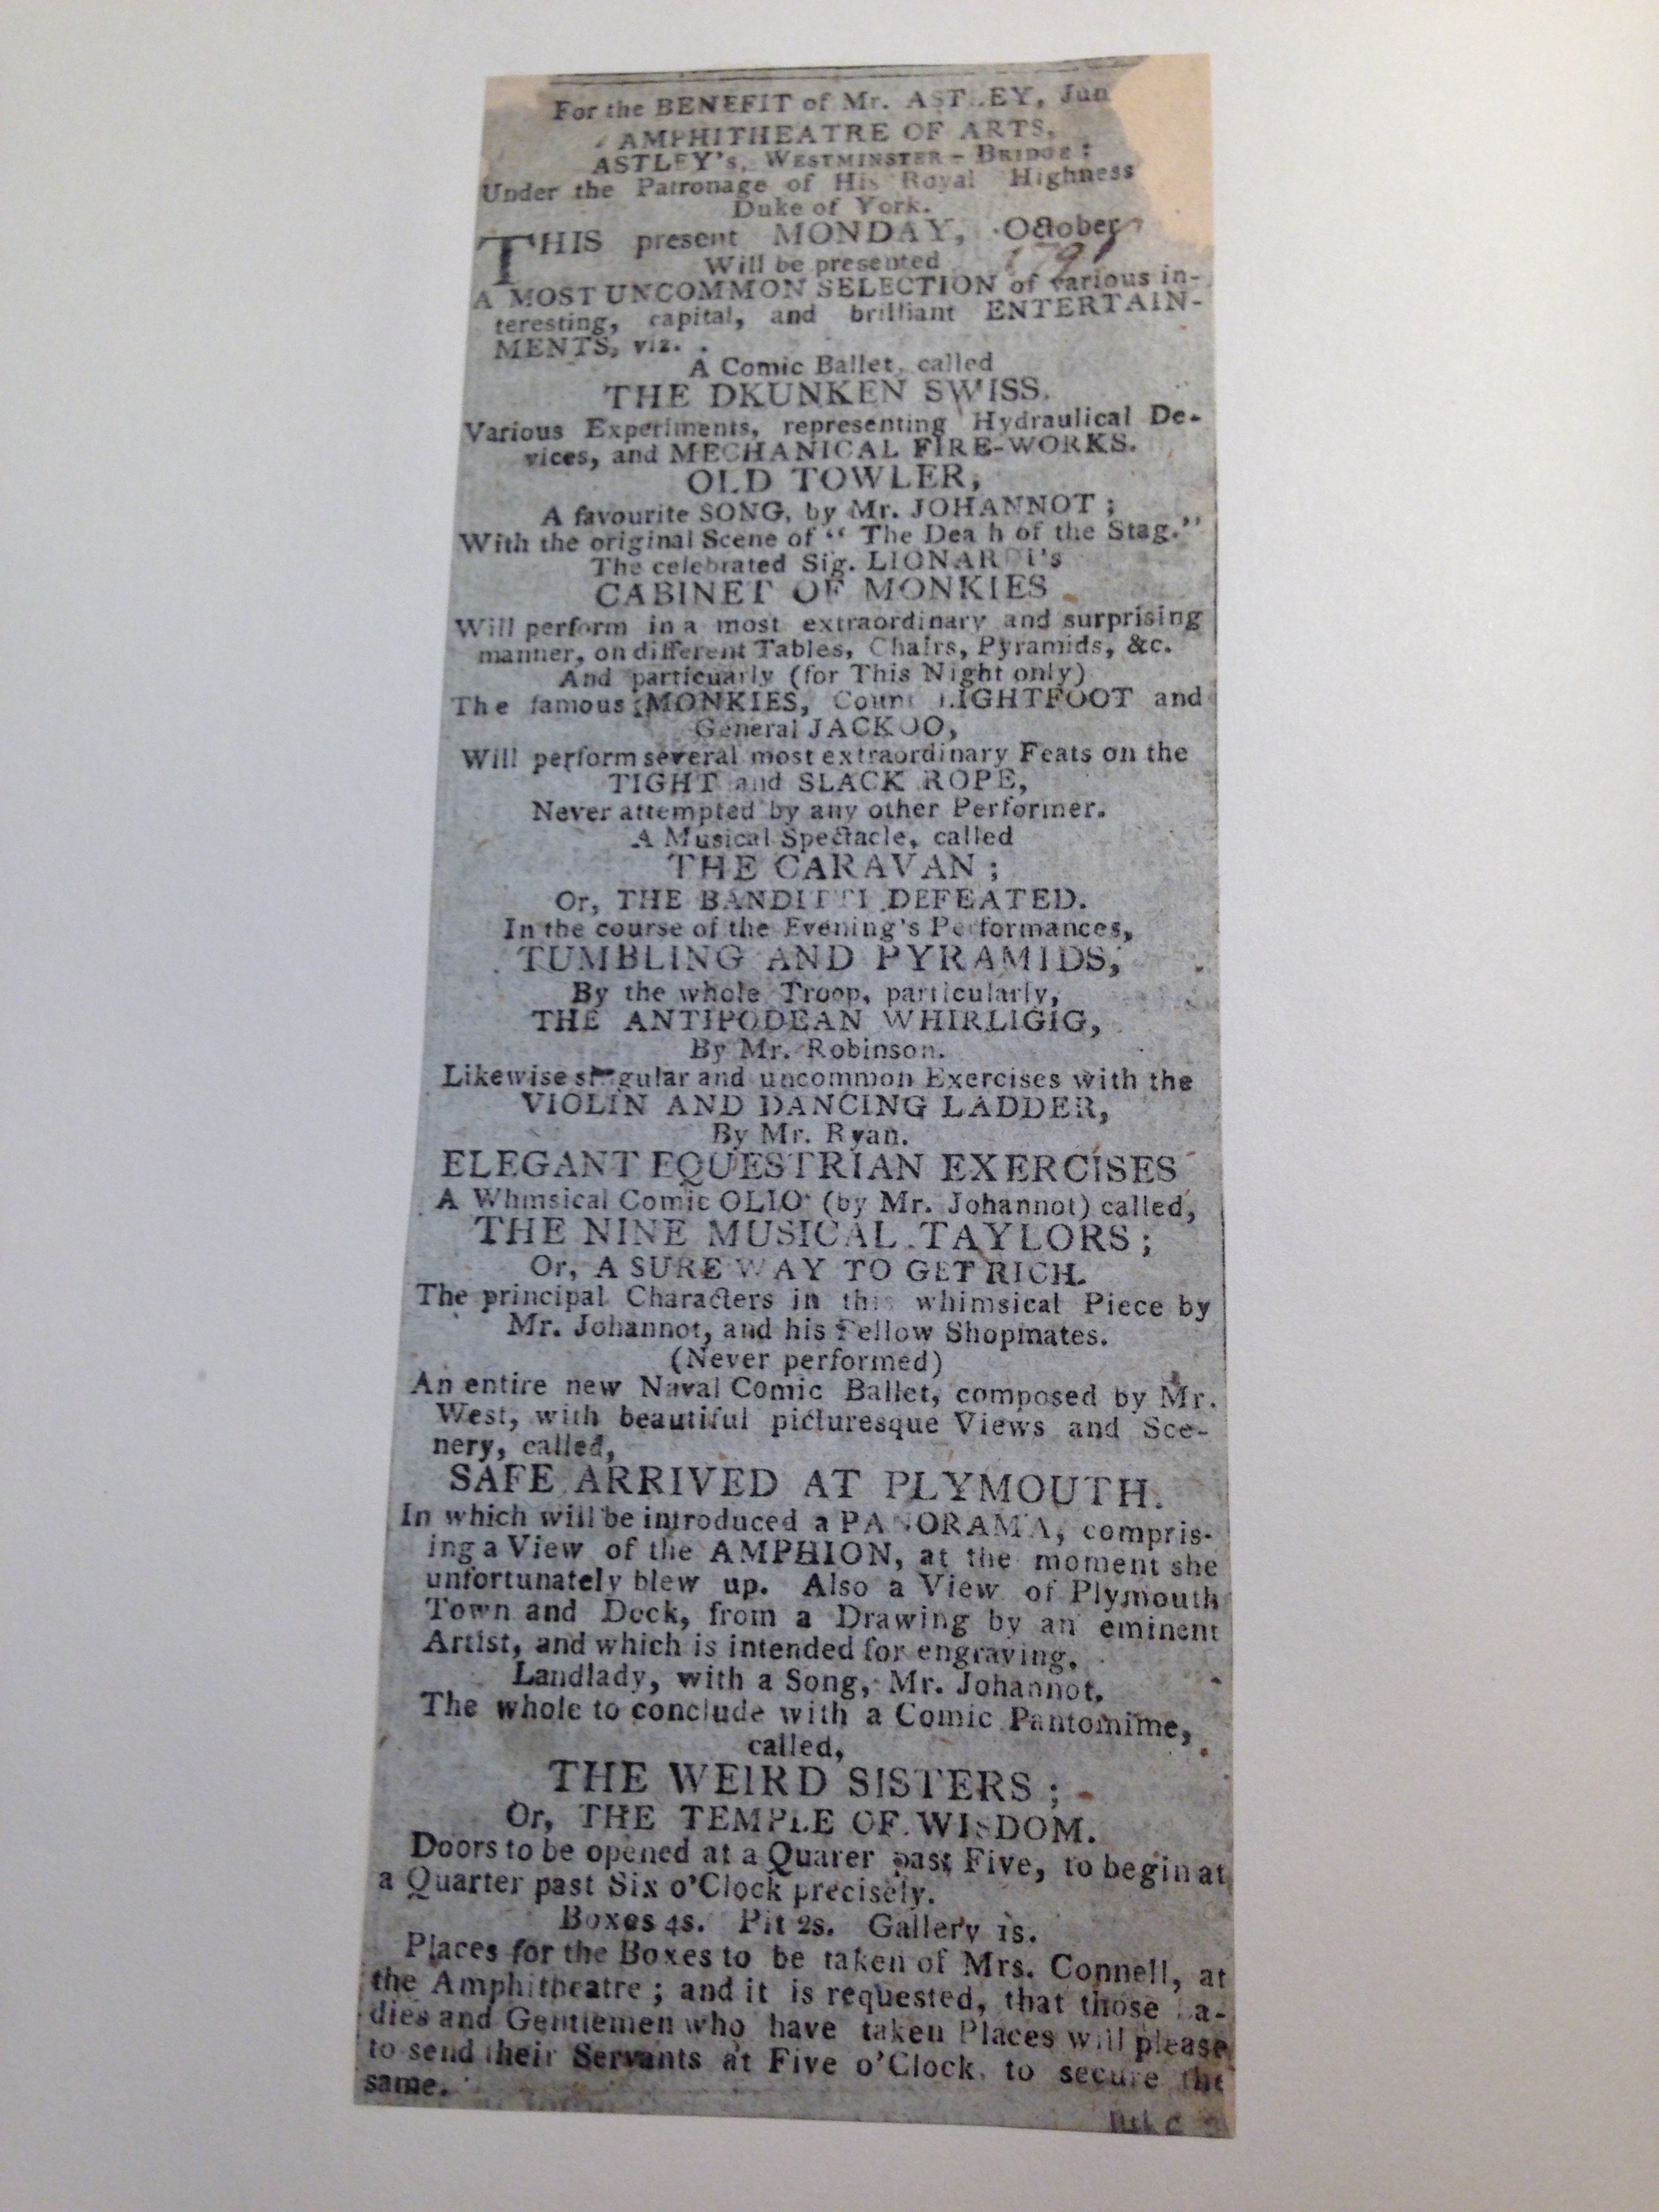 For the BENEFIT of Mr. ASTLEY, Jun
AMPHITHEATRE OF ARTS,
ASTLEY's, WESTMINSTER-BRIDGE:
Under the Patronage of His Royal Highness
Duke of York.
THIS present MONDAY, October
1791
Will be presented
A MOST UNCOMMON SELECTION of various in-
teresting, capital, and brilliant ENTERTAIN-
MENTS, viz.
A Comic Ballet, called
THE DKUNKEN SWISS.
Various Experiments, representing Hydraulical De-
vices, and MECHANICAL FIRE-WORKS.
OLD TOWLER,
A favourite SONG, by Mr. JOHANNOT;
With the original Scene of "The Dea h of the Stag."
The celebrated Sig. LIONARDI's
CABINET OF MONKIES
Will perform in a most extraordinary and surprising
manner, on different Tables, Chairs, Pyramids, &c.
And particuarly (for This Night only)
The famous MONKIES, Count LIGHTFOOT and
General JACKOO,
Will perform several most extraordinary Feats on the
TIGHT and SLACK ROPE,
Never attempted by any other Performer.
A Musical Spectacle, called
THE CARAVAN;
Or, THE BANDITTI DEFEATED.
In the course of the Evening's Performances,
TUMBLING AND PYRAMIDS,
By the whole Troop, particularly,
THE ANTIPODEAN WHIRLIGIG,
By Mr. Robinson.
Likewise singular and uncommon Exercises with the
VIOLIN AND DANCING LADDER,
By Mr. Ryan.
ELEGANT EQUESTRIAN EXERCISES
A Whimsical Comic OLIO (by Mr. Johannot) called,
THE NINE MUSICAL TAYLORS;
Or, A SURE WAY TO GET RICH.
The principal Characters in this whimsical Piece by
Mr. Johannot, and his Fellow Shopmates.
(Never performed)
An entire new Naval Comic Ballet, composed by Mr.
West, with beautiful picturesque Views and Sce-
nery, called,
SAFE ARRIVED AT PLYMOUTH.
In which will be introduced a PANORAMA, compris-
ing a View of the AMPHION, at the moment she
unfortunately blew up. Also a View of Plymouth
Town and Dock, from a Drawing by an eminent
Artist, and which is intended for engraving.
Landlady, with a Song, Mr. Johannot.
The whole to conclude with a Comic Pantomime,
called,
THE WEIRD SISTERS;
Or, THE TEMPLE OF WISDOM.
Doors to be opened at a Quarer past Five, to begin at
a Quarter past Six o'Clock precisely.
Boxes 4s. Pit 2s. Gallery 1s.
Places for the Boxes to be taken of Mrs. Connell, at
the Amphitheatre; and it is requested, that those La-
dies and Gentlemen who have taken Places will please
to send their Servants at Five o'Clock, to secure the
same.